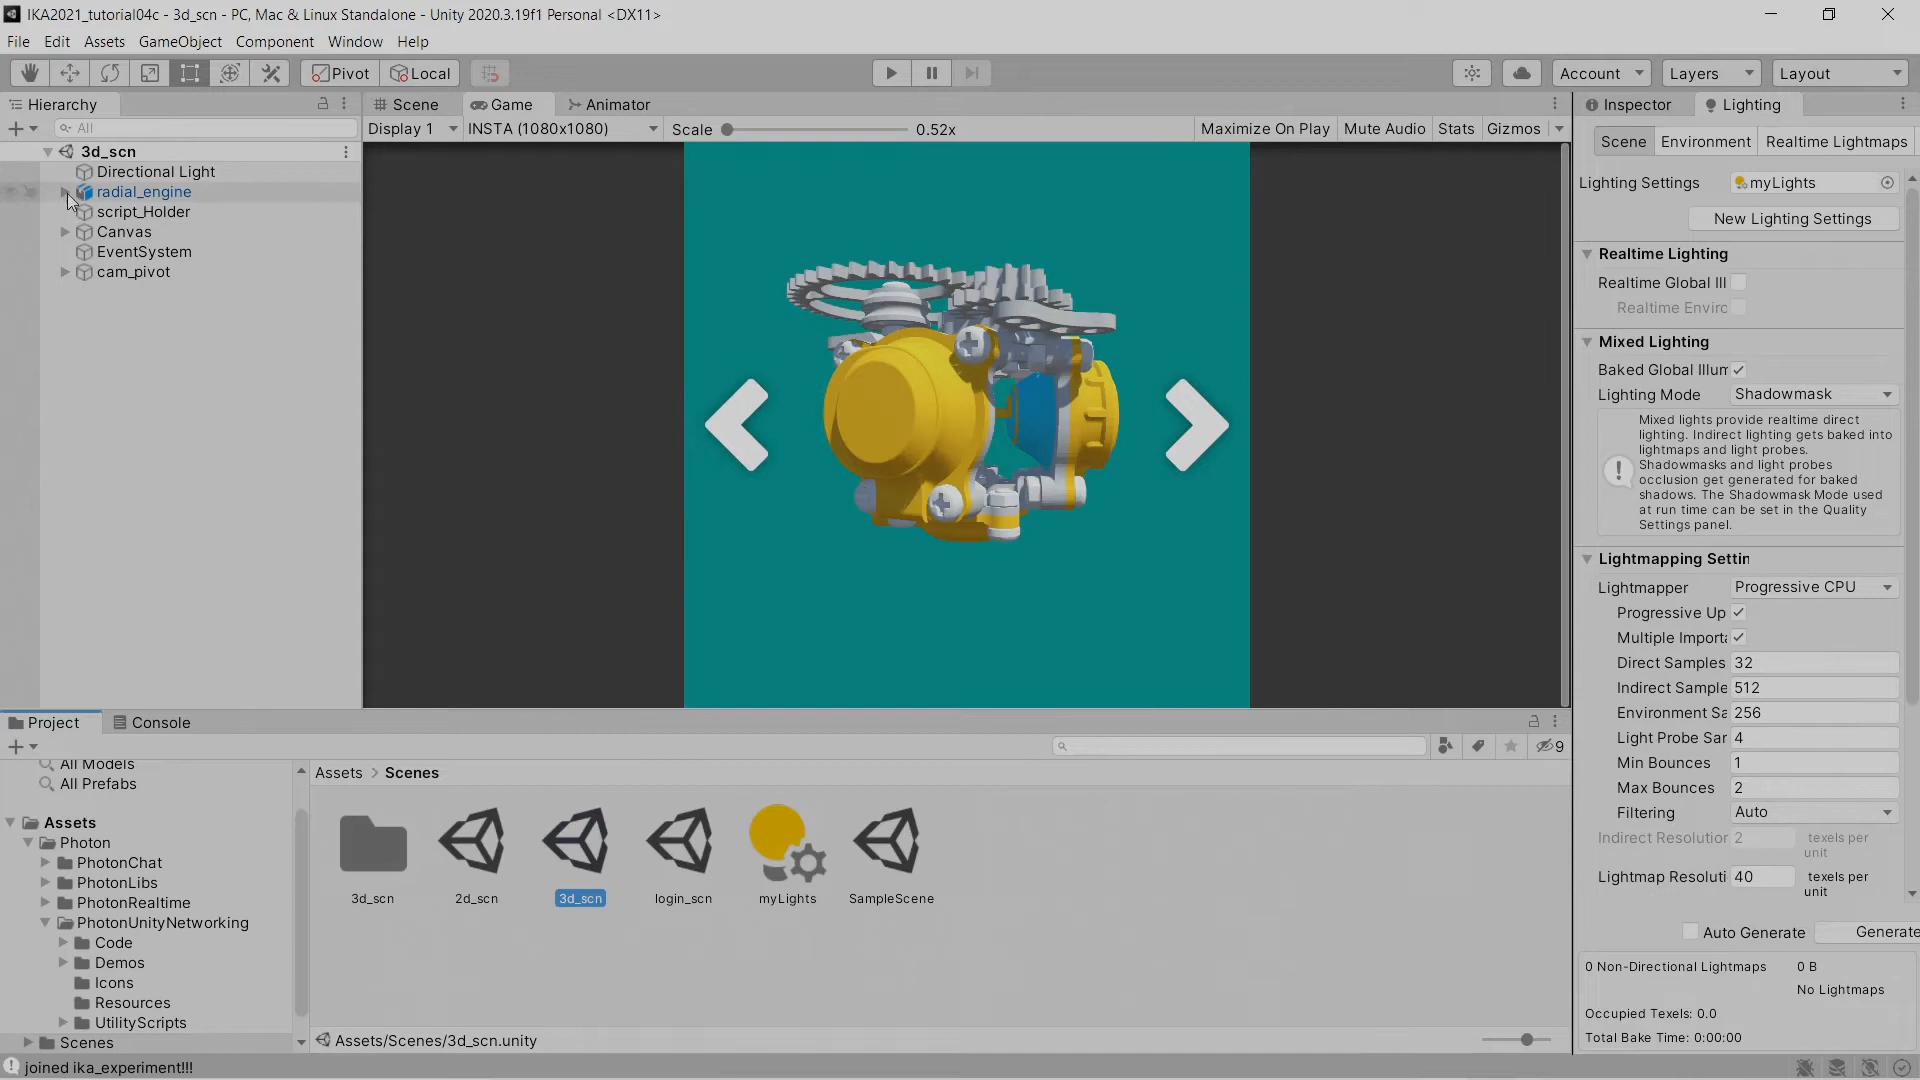 IKA2021_tutorial04c - 3d_scn - PC, Mac & Linux Standalone - Unity 2020.3.19f1 Personal <DX11>
File Edit Assets GameObject Component Window Help
Pivot Local Account Layers Layout
Hierarchy
All
3d_scn
Directional Light
radial_engine
script_Holder
Canvas
EventSystem
cam_pivot
Scene Game Animator
Display 1 INSTA (1080x1080) Scale 0.52x Maximize On Play Mute Audio Stats Gizmos
Inspector Lighting
Scene Environment Realtime Lightmaps
Lighting Settings myLights
New Lighting Settings
Realtime Lighting
Realtime Global Ill
Realtime Enviro
Mixed Lighting
Baked Global Illum
Lighting Mode Shadowmask
Mixed lights provide realtime direct
lighting. Indirect lighting gets baked into
lightmaps and light probes.
Shadowmasks and light probes
occlusion get generated for baked
shadows. The Shadowmask Mode used
at run time can be set in the Quality
Settings panel.
Lightmapping Settin
Lightmapper Progressive CPU
Progressive Up
Multiple Importa
Direct Samples 32
Indirect Sample 512
Environment Sa 256
Light Probe Sar 4
Min Bounces 1
Max Bounces 2
Filtering Auto
Indirect Resolution 2 texels per
unit
Lightmap Resoluti 40 texels per
unit
Auto Generate Generate
0 Non-Directional Lightmaps 0 B
No Lightmaps
Occupied Texels: 0.0
Total Bake Time: 0:00:00
Project Console
9
All Models
All Prefabs
Assets
Photon
PhotonChat
PhotonLibs
PhotonRealtime
PhotonUnityNetworking
Code
Demos
Icons
Resources
UtilityScripts
Scenes
Assets > Scenes
3d_scn 2d_scn 3d_scn login_scn myLights SampleScene
Assets/Scenes/3d_scn.unity
joined ika_experiment!!!